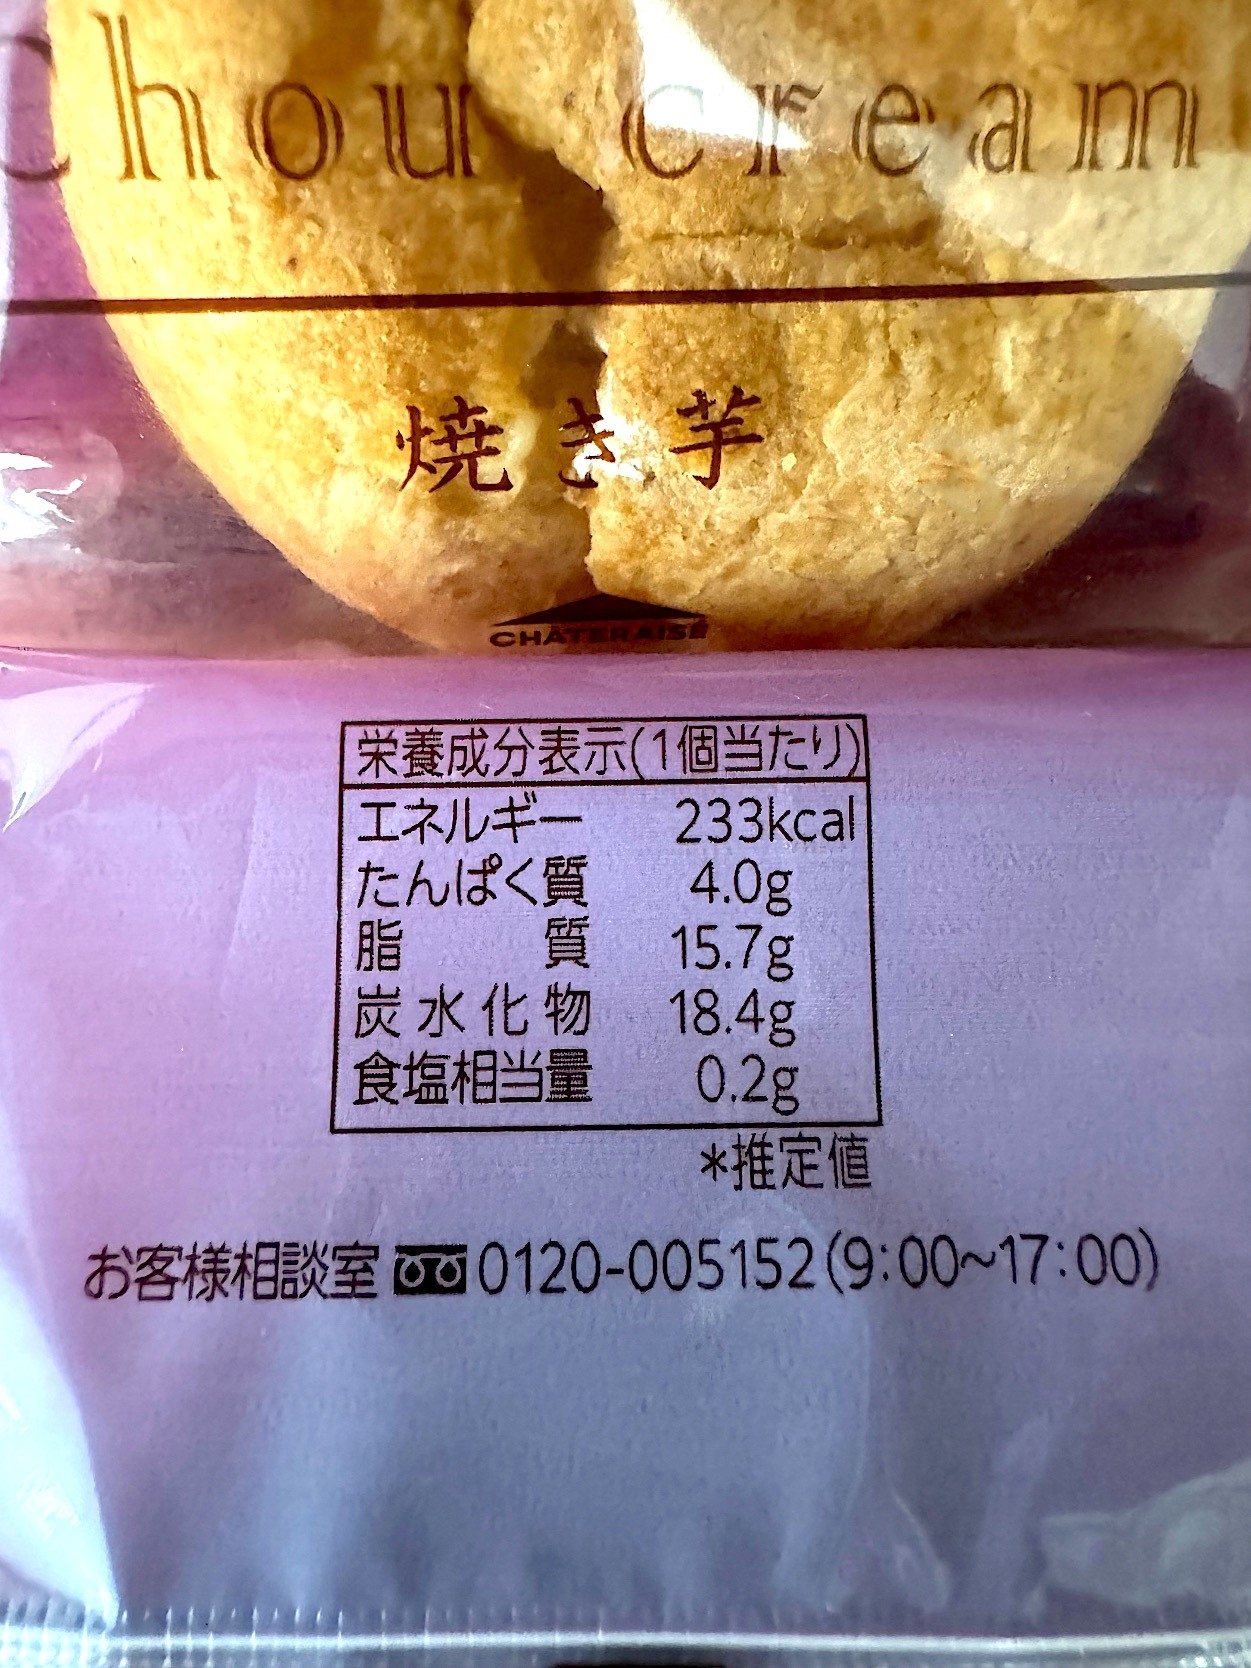 chou cream
焼き芋
CHÂTERAISÉ
栄養成分表示(1個当たり)
エネルギー 233kcal
たんぱく質 4.0g
脂質 15.7g
炭水化物 18.4g
食塩相当量 0.2g
*推定値
お客様相談室 0120-005152(9:00~17:00)